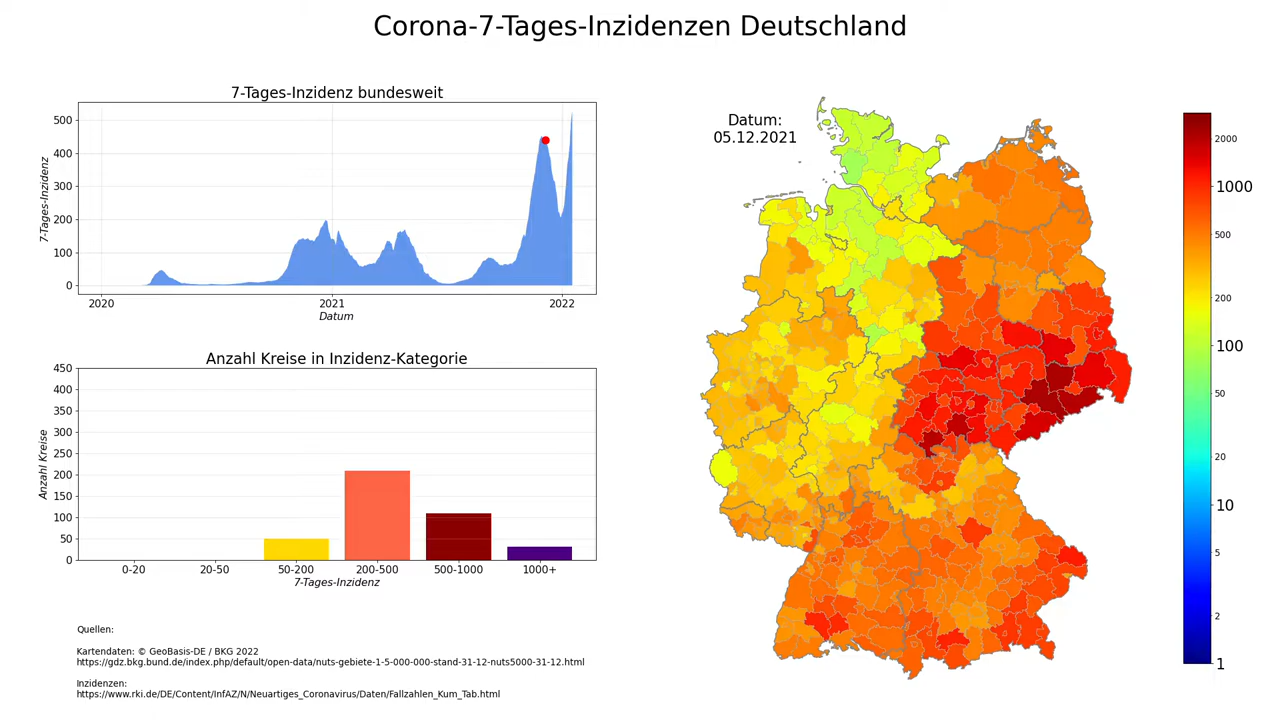 Corona-7-Tages-Inzidenzen Deutschland
7-Tages-Inzidenz bundesweit
500
400
300
200
100
0
7-Tages-Inzidenz
2020
2021
2022
Datum
Anzahl Kreise in Inzidenz-Kategorie
450
400
350
300
250
200
150
100
50
0
Anzahl Kreise
0-20
20-50
50-200
200-500
500-1000
1000+
7-Tages-Inzidenz
Quellen:
Kartendaten: © GeoBasis-DE / BKG 2022
https://gdz.bkg.bund.de/index.php/default/open-data/nuts-gebiete-1-5-000-000-stand-31-12-nuts5000-31-12.html
Inzidenzen:
https://www.rki.de/DE/Content/InfAZ/N/Neuartiges_Coronavirus/Daten/Fallzahlen_Kum_Tab.html
Datum:
05.12.2021
2000
1000
500
200
100
50
20
10
5
2
1